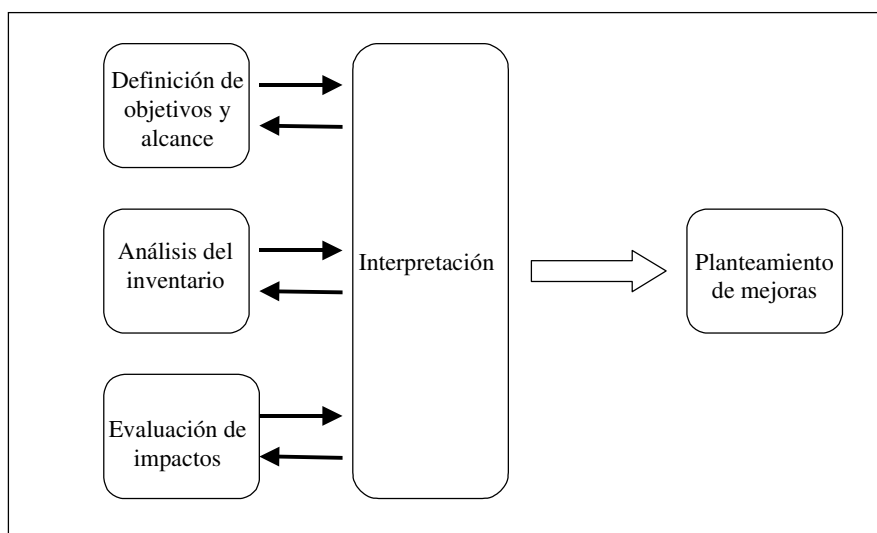 Definición de
objetivos y
alcance
Análisis del
inventario
Evaluación de
impactos
Interpretación
Planteamiento
de mejoras